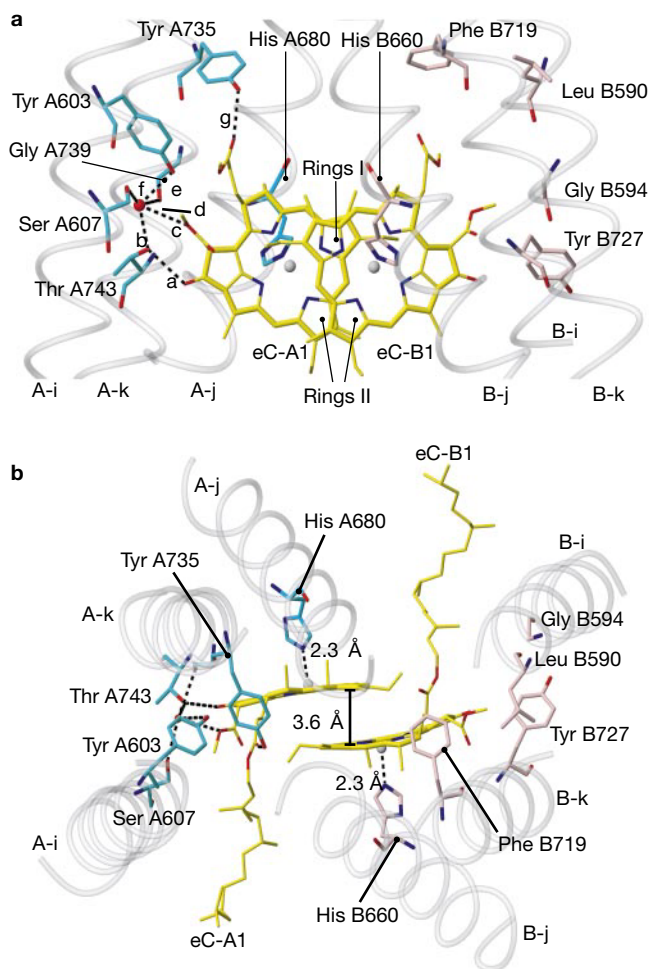 a
Tyr A735
His A680
His B660
Phe B719
Leu B590
Tyr A603
g
Rings I
Gly A739
f
e
d
Gly B594
Ser A607
c
b
Tyr B727
Thr A743
a
B-i
eC-A1
eC-B1
A-i
A-k
A-j
Rings II
B-j
B-k
b
eC-B1
A-j
His A680
B-i
Tyr A735
A-k
Gly B594
2.3 Å
Leu B590
Thr A743
3.6 Å
Tyr B727
Tyr A603
2.3 Å
B-k
Ser A607
A-i
Phe B719
His B660
eC-A1
B-j